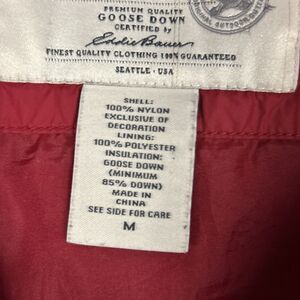 PREMIUM QUALITY
GOOSE DOWN
CERTIFIED by
Eddie Bauer
FINEST QUALITY CLOTHING 100% GUARANTEED
SEATTLE · USA
SHELL:
100% NYLON
EXCLUSIVE OF
DECORATION
LINING:
100% POLYESTER
INSULATION:
GOOSE DOWN
(MINIMUM
85% DOWN)
MADE IN
CHINA
SEE SIDE FOR CARE
M